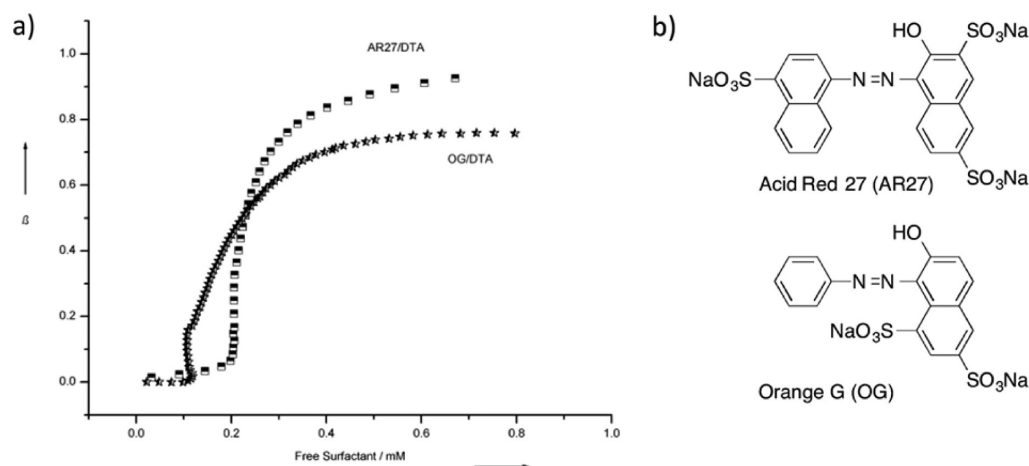 a)
AR27/DTA
OG/DTA
1.0
0.8
0.6
0.4
0.2
0.0
ß
0.0 0.2 0.4 0.6 0.8 1.0
Free Surfactant / mM
b)
HO SO₃Na
NaO₃S N=N
SO₃Na
Acid Red 27 (AR27)
HO
N=N
NaO₃S
SO₃Na
Orange G (OG)